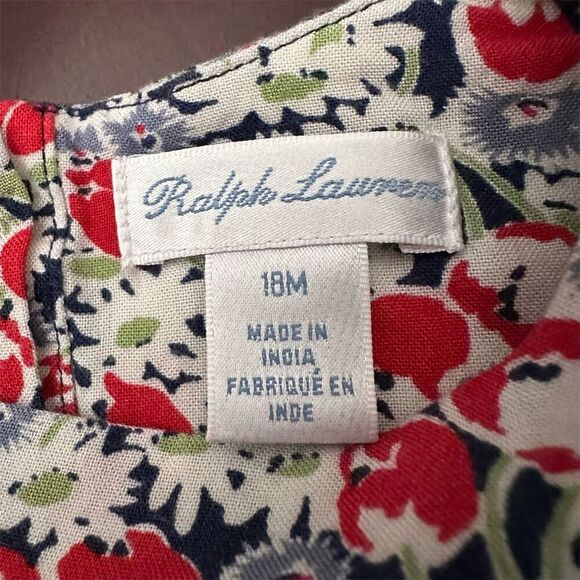 Ralph Lauren
18M
MADE IN
INDIA
FABRIQUÉ EN
INDE